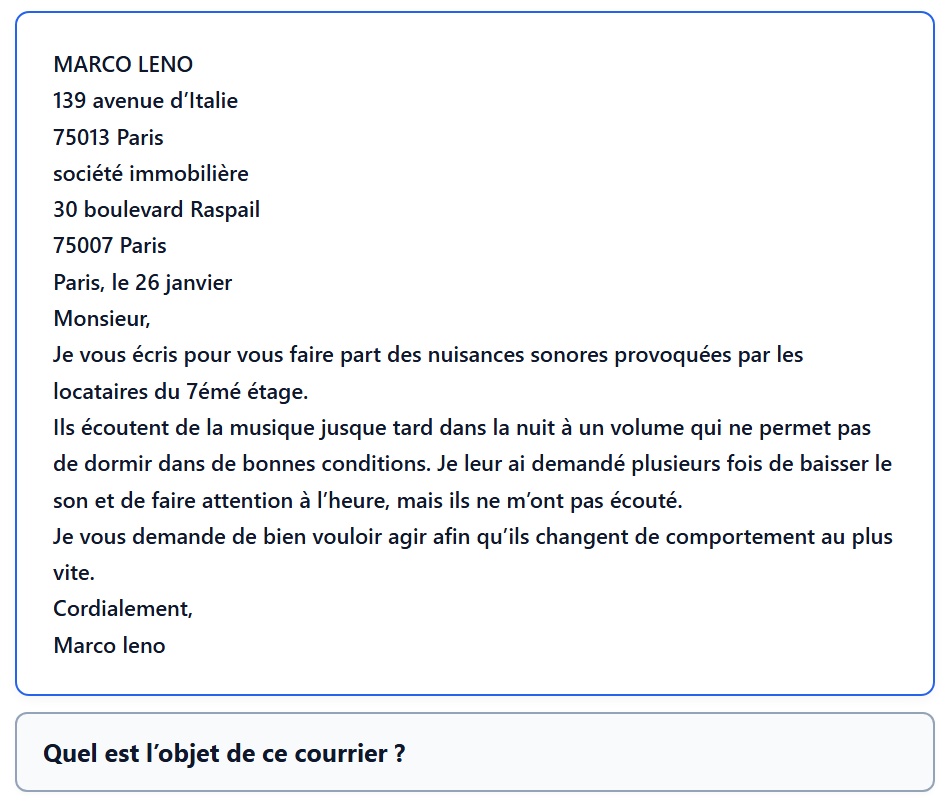 MARCO LENO
139 avenue d’Italie
75013 Paris
société immobilière
30 boulevard Raspail
75007 Paris
Paris, le 26 janvier
Monsieur,
Je vous écris pour vous faire part des nuisances sonores provoquées par les
locataires du 7émé étage.
Ils écoutent de la musique jusque tard dans la nuit à un volume qui ne permet pas
de dormir dans de bonnes conditions. Je leur ai demandé plusieurs fois de baisser le
son et de faire attention à l’heure, mais ils ne m’ont pas écouté.
Je vous demande de bien vouloir agir afin qu’ils changent de comportement au plus
vite.
Cordialement,
Marco leno
Quel est l’objet de ce courrier ?